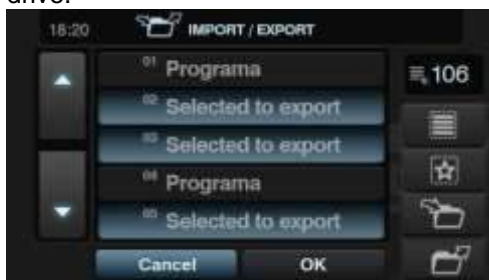 drive.
18:20 IMPORT / EXPORT
01 Programa
106
02 Selected to export
03 Selected to export
04 Programa
05 Selected to export
Cancel OK